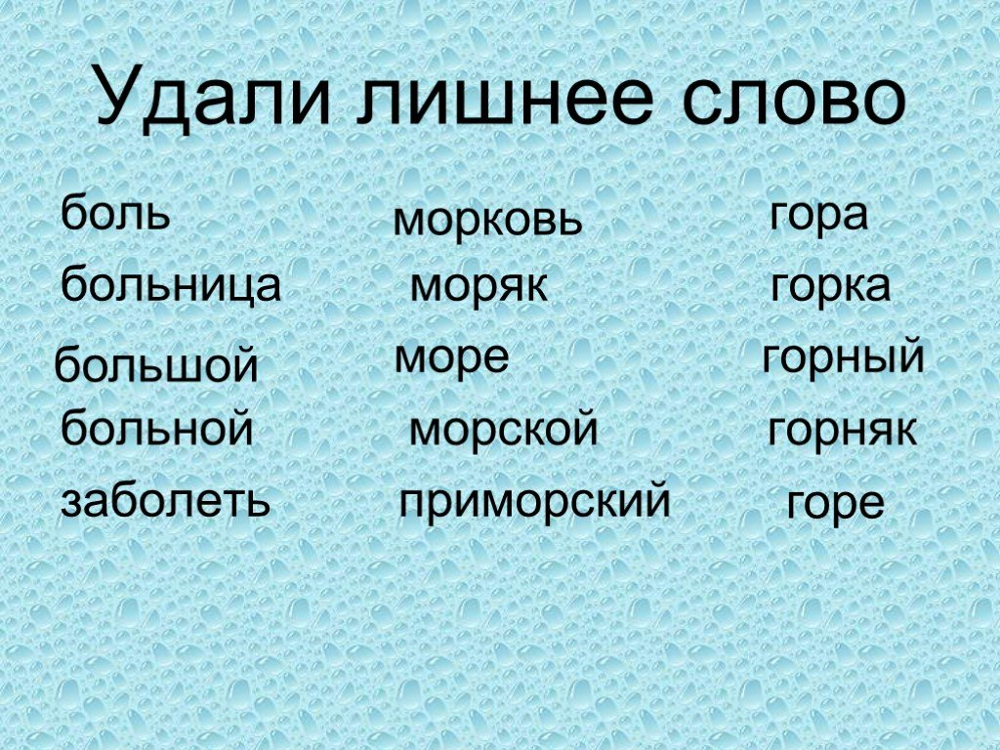 Удали лишнее слово
боль морковь гора
больница моряк горка
большой море горный
больной морской горняк
заболеть приморский горе